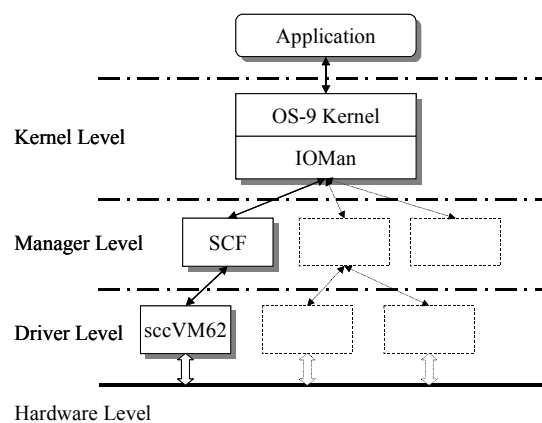 Application
OS-9 Kernel
Kernel Level
IOMan
Manager Level
SCF
Driver Level
sccVM62
Hardware Level